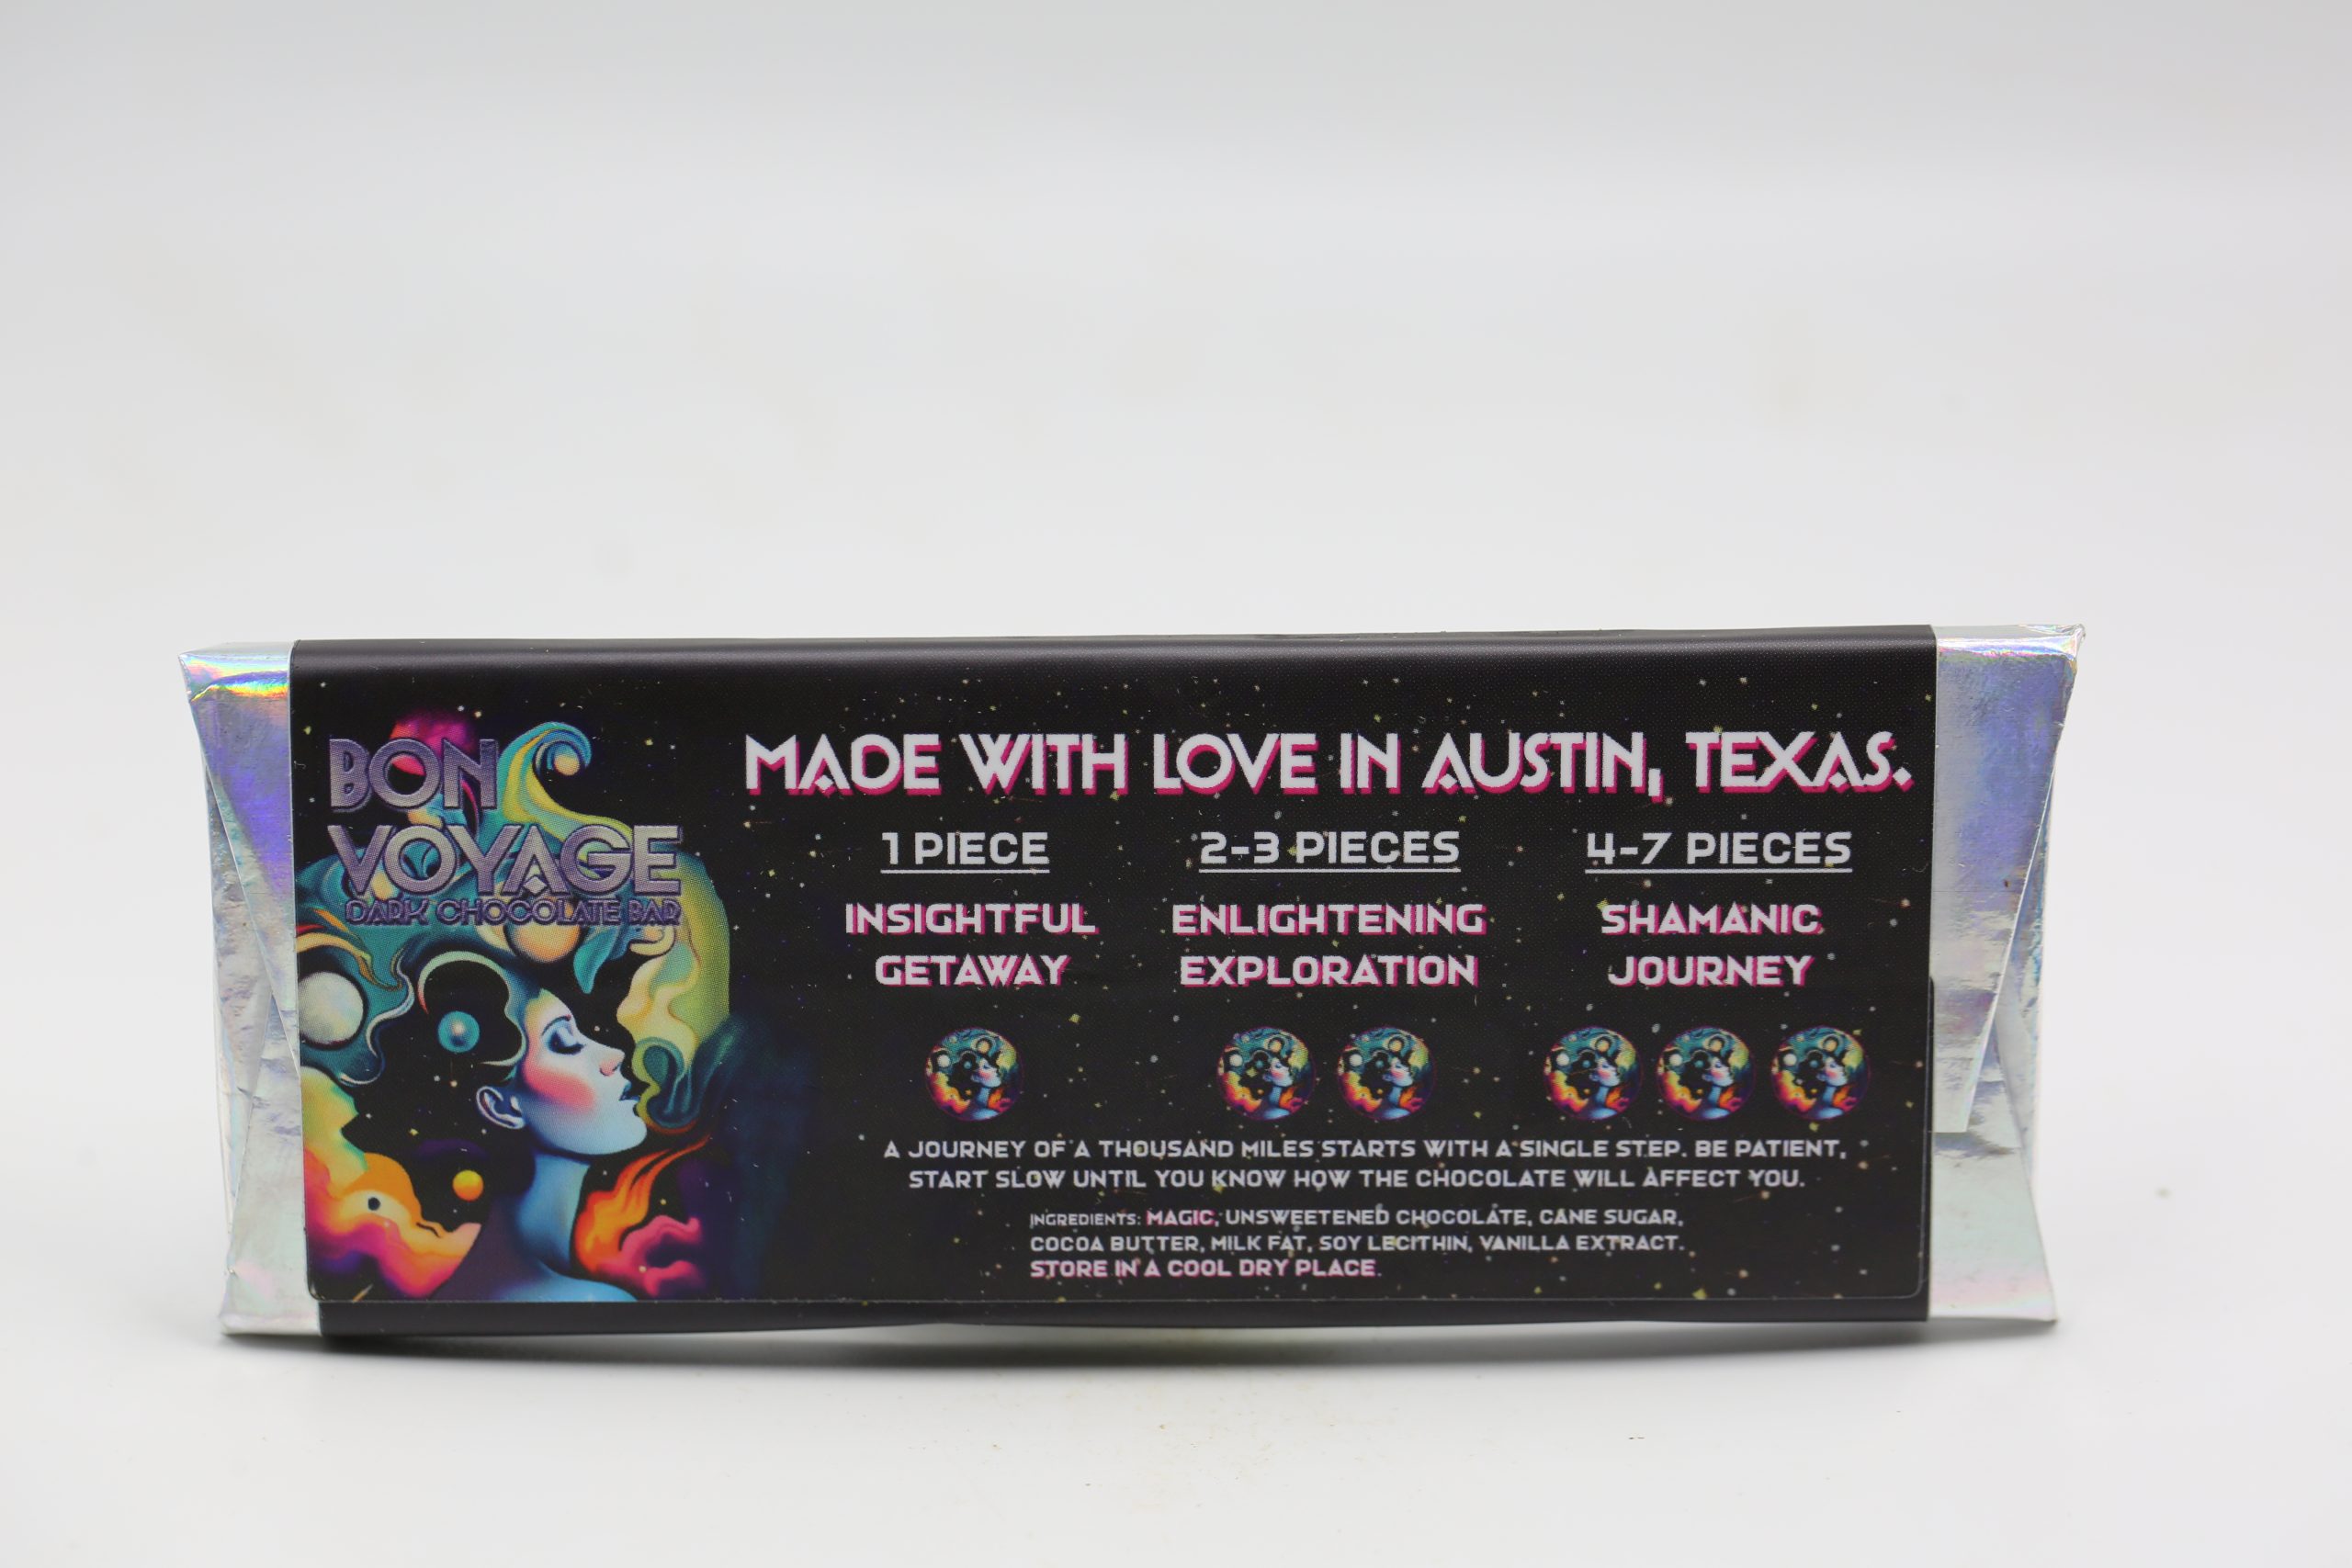 BON
VOYAGE
DARK CHOCOLATE BAR
MADE WITH LOVE IN AUSTIN, TEXAS.
1 PIECE
INSIGHTFUL
GETAWAY
2-3 PIECES
ENLIGHTENING
EXPLORATION
4-7 PIECES
SHAMANIC
JOURNEY
A JOURNEY OF A THOUSAND MILES STARTS WITH A SINGLE STEP. BE PATIENT,
START SLOW UNTIL YOU KNOW HOW THE CHOCOLATE WILL AFFECT YOU.
INGREDIENTS: MAGIC, UNSWEETENED CHOCOLATE, CANE SUGAR,
COCOA BUTTER, MILK FAT, SOY LECITHIN, VANILLA EXTRACT.
STORE IN A COOL DRY PLACE.